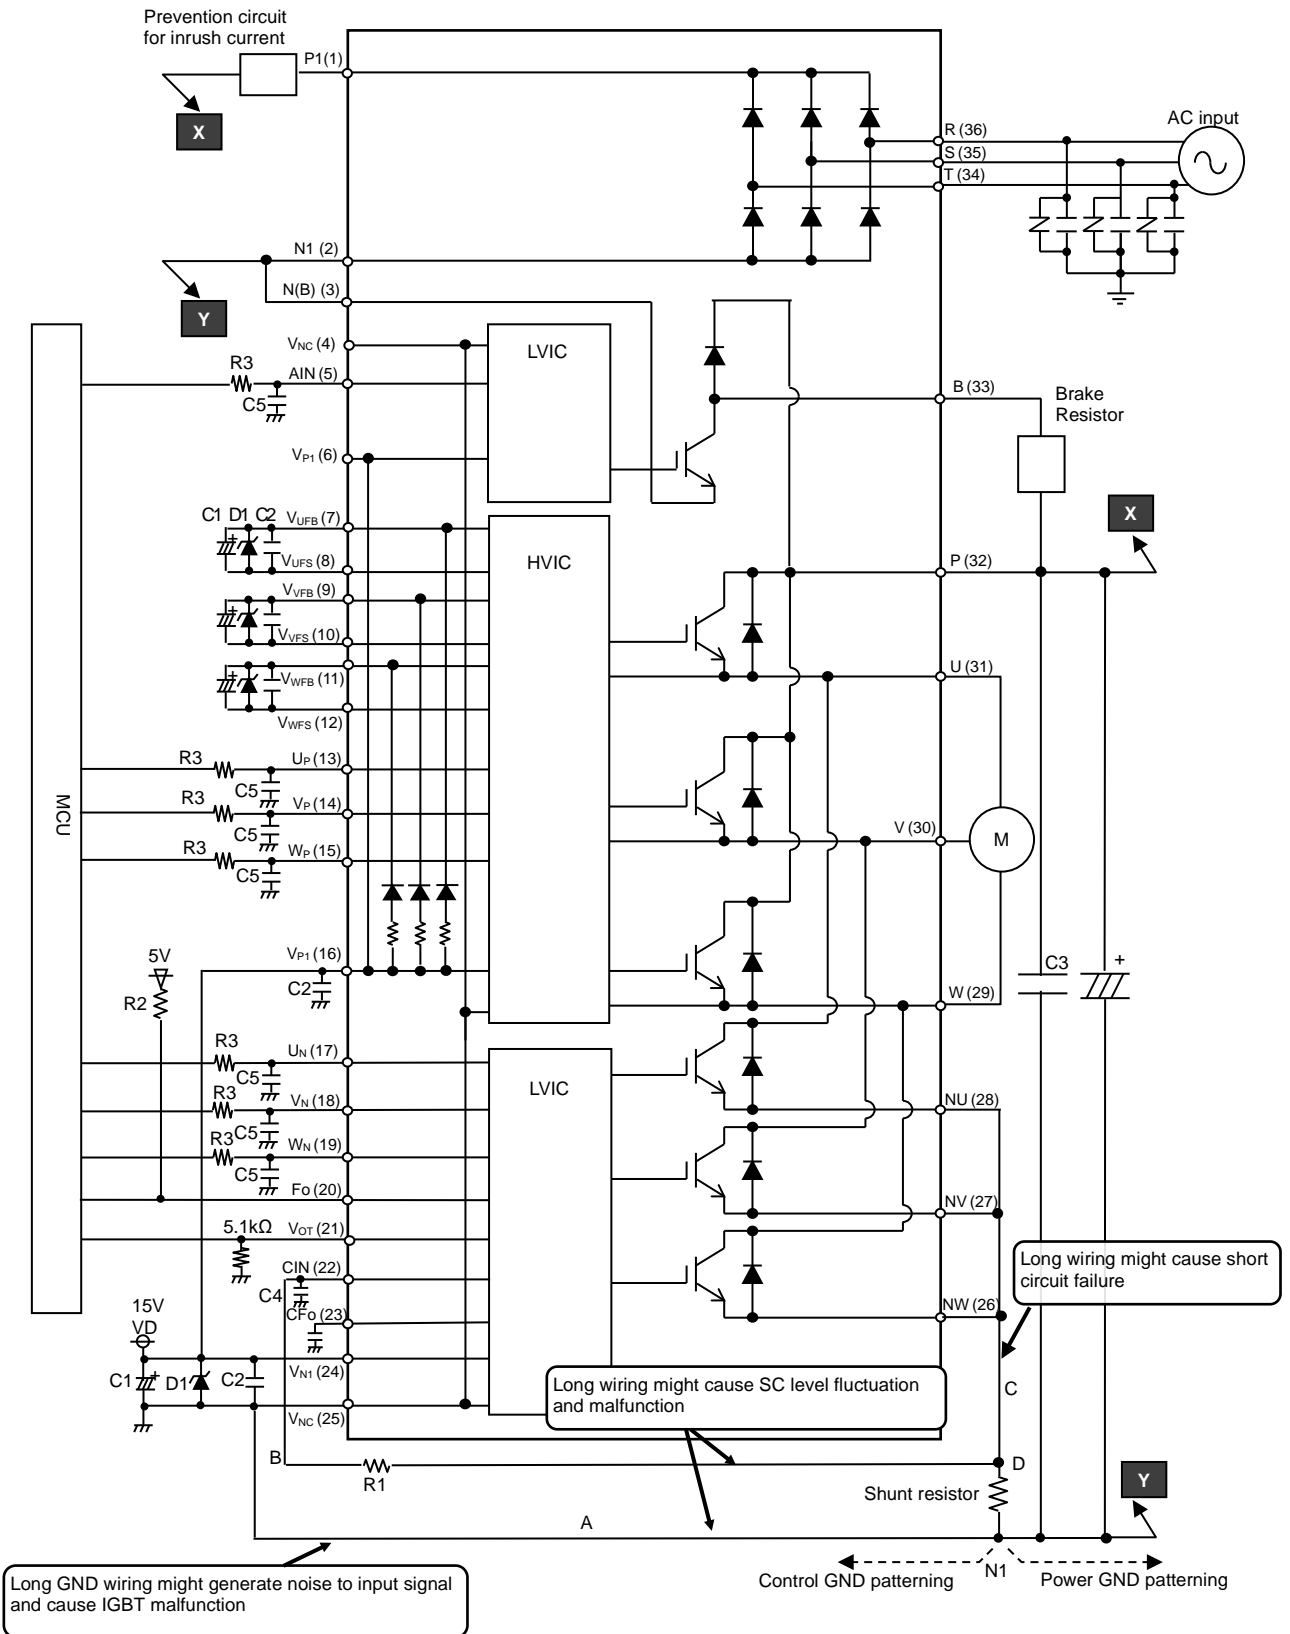 Prevention circuit
for inrush current
P1(1)
X
AC input
R (36)
S (35)
T (34)
N1 (2)
N(B) (3)
Y
VNC (4)
LVIC
R3
AIN (5)
C5
B (33)
Brake
Resistor
VP1 (6)
X
C1 D1 C2
VUFB (7)
HVIC
VUFS (8)
P (32)
VVFB (9)
VVFS (10)
U (31)
VWFB (11)
VWFS (12)
R3
UP (13)
C5
R3
VP (14)
C5
MCU
V (30)
M
R3
WP (15)
C5
5V
VP1 (16)
C3
+
R2
C2
W (29)
R3
UN (17)
C5
LVIC
R3
VN (18)
NU (28)
C5
R3
WN (19)
C5
Fo (20)
NV (27)
5.1kΩ
VOT (21)
Long wiring might cause short
circuit failure
CIN (22)
C4
15V
VD
CFo (23)
NW (26)
C1
+
D1
C2
VN1 (24)
Long wiring might cause SC level fluctuation
and malfunction
C
VNC (25)
B
R1
D
Shunt resistor
Y
A
Control GND patterning
N1
Power GND patterning
Long GND wiring might generate noise to input signal
and cause IGBT malfunction